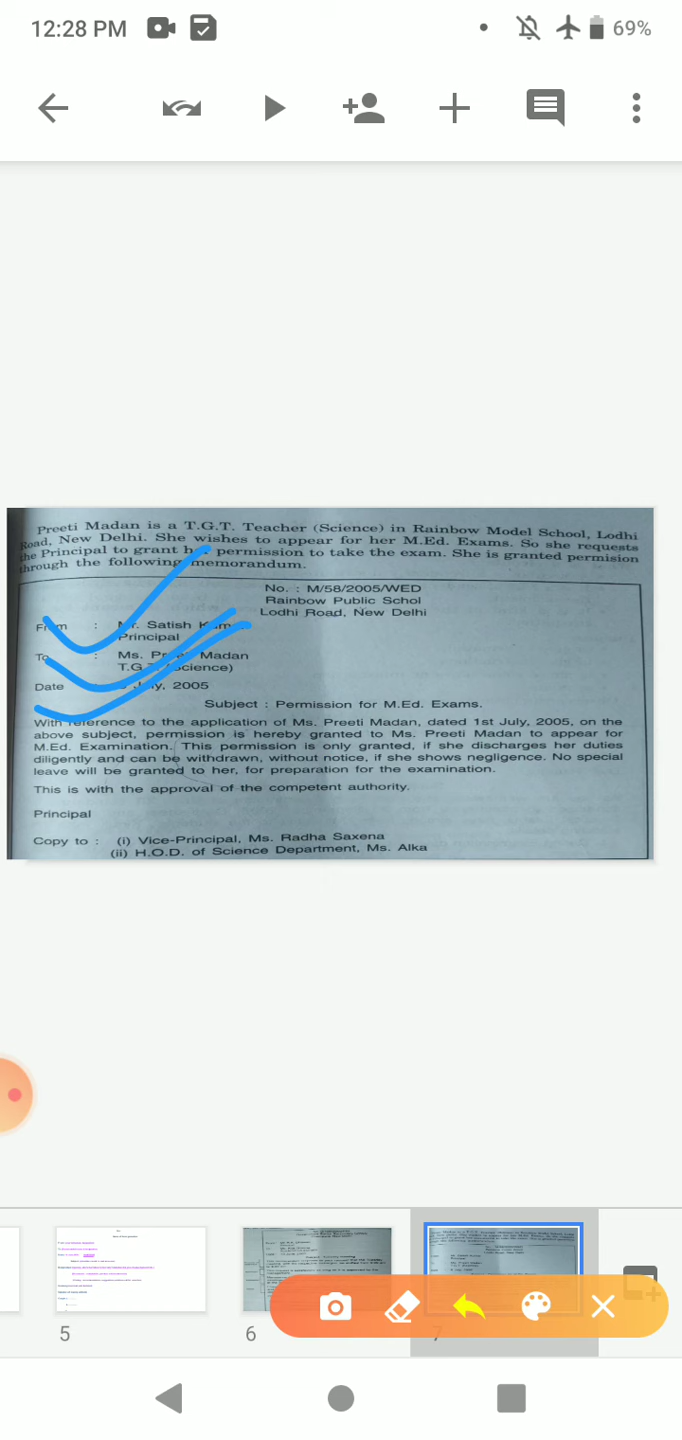 12:28 PM
69%
Preeti Madan is a T.G.T. Teacher (Science) in Rainbow Model School, Lodhi
Road, New Delhi. She wishes to appear for her M.Ed. Exams. So she requests
the Principal to grant her permission to take the exam. She is granted permision
through the following memorandum.
No. : M/58/2005/WED
Rainbow Public Schol
Lodhi Road, New Delhi
From : Mr. Satish Kumar
Principal
To : Ms. Preeti Madan
T.G.T. (Science)
Date July, 2005
Subject : Permission for M.Ed. Exams.
With reference to the application of Ms. Preeti Madan, dated 1st July, 2005, on the
above subject, permission is hereby granted to Ms. Preeti Madan to appear for
M.Ed. Examination. This permission is only granted, if she discharges her duties
diligently and can be withdrawn, without notice, if she shows negligence. No special
leave will be granted to her, for preparation for the examination.
This is with the approval of the competent authority.
Principal
Copy to : (i) Vice-Principal, Ms. Radha Saxena
(ii) H.O.D. of Science Department, Ms. Alka
5
6
7